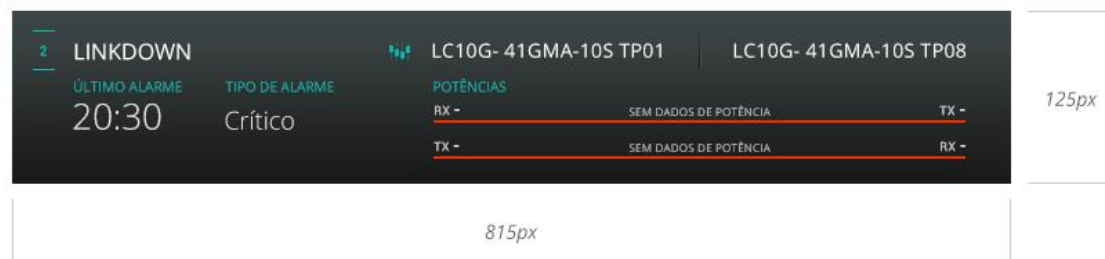 2 LINKDOWN LC10G- 41GMA-10S TP01 LC10G- 41GMA-10S TP08
ÚLTIMO ALARME TIPO DE ALARME POTÊNCIAS
20:30 Crítico
RX - SEM DADOS DE POTÊNCIA TX -
TX - SEM DADOS DE POTÊNCIA RX -
125px
815px